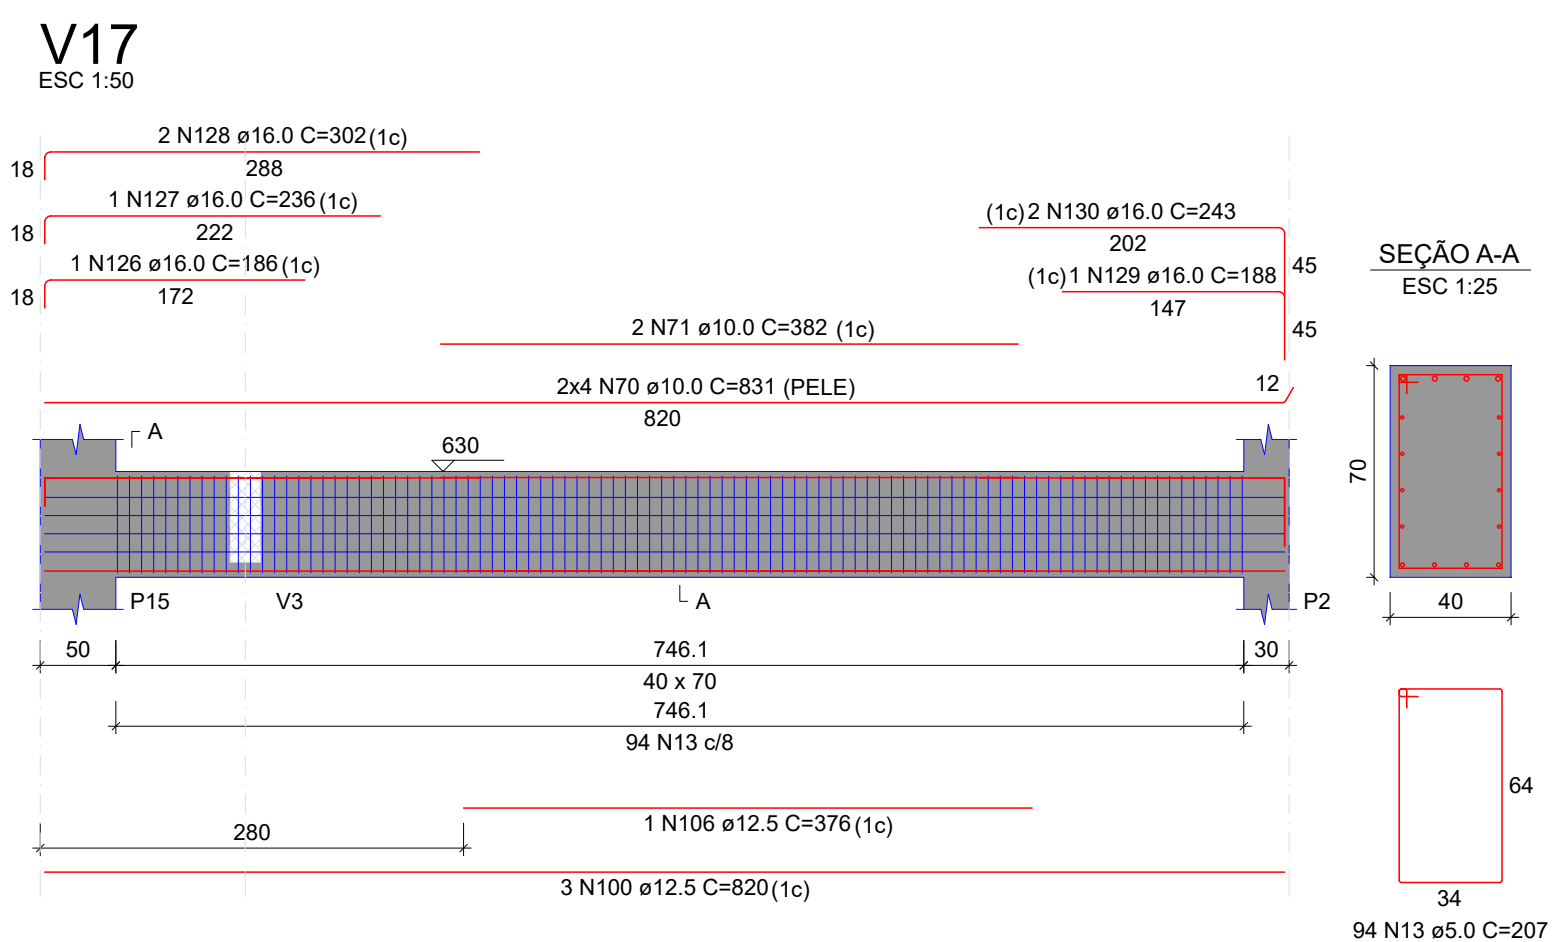 V17
ESC 1:50
2 N128 ø16.0 C=302(1c)
18
288
1 N127 ø16.0 C=236(1c)
18
222
1 N126 ø16.0 C=186(1c)
18
172
(1c)2 N130 ø16.0 C=243
202
45
(1c)1 N129 ø16.0 C=188
147
45
2 N71 ø10.0 C=382 (1c)
2x4 N70 ø10.0 C=831 (PELE)
12
820
A
630
P15
V3
A
P2
50
746.1
30
40 x 70
746.1
94 N13 c/8
1 N106 ø12.5 C=376(1c)
280
3 N100 ø12.5 C=820(1c)
SEÇÃO A-A
ESC 1:25
70
40
64
34
94 N13 ø5.0 C=207